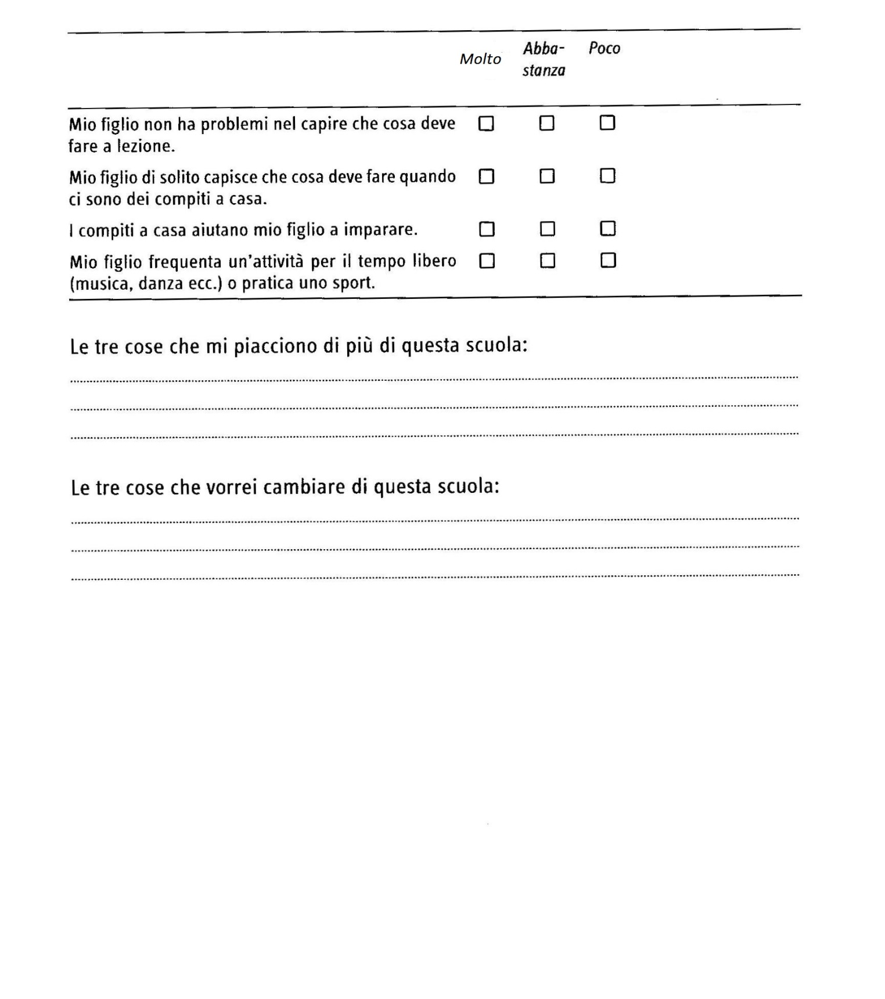 Molto Abba- Poco
stanza
Mio figlio non ha problemi nel capire che cosa deve
fare a lezione.
Mio figlio di solito capisce che cosa deve fare quando
ci sono dei compiti a casa.
I compiti a casa aiutano mio figlio a imparare.
Mio figlio frequenta un'attività per il tempo libero
(musica, danza ecc.) o pratica uno sport.
Le tre cose che mi piacciono di più di questa scuola:
Le tre cose che vorrei cambiare di questa scuola: